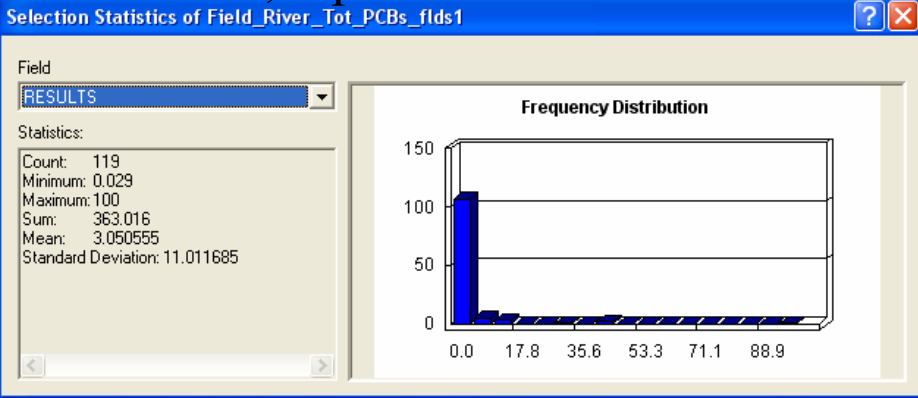 Selection Statistics of Field_River_Tot_PCBs_flds1
Field
RESULTS
Statistics:
Count: 119
Minimum: 0.029
Maximum: 100
Sum: 363.016
Mean: 3.050555
Standard Deviation: 11.011685
Frequency Distribution
150
100
50
0
0.0 17.8 35.6 53.3 71.1 88.9